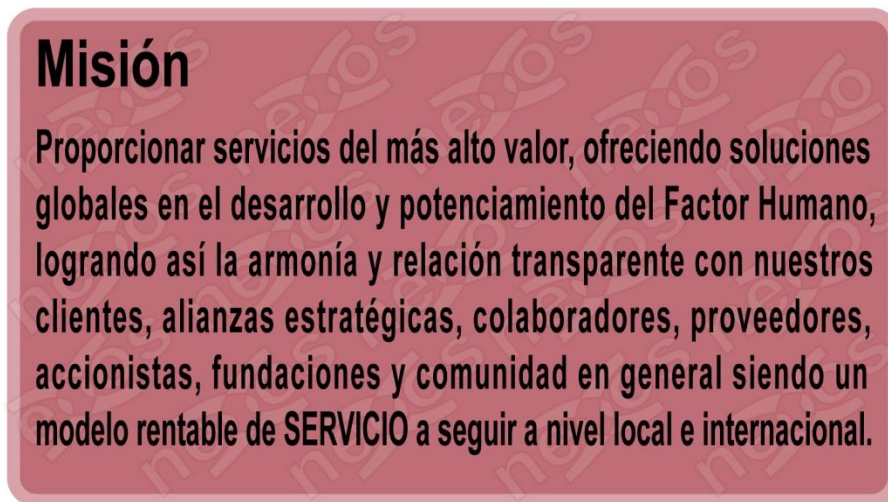 Misión
Proporcionar servicios del más alto valor, ofreciendo soluciones
globales en el desarrollo y potenciamiento del Factor Humano,
logrando así la armonía y relación transparente con nuestros
clientes, alianzas estratégicas, colaboradores, proveedores,
accionistas, fundaciones y comunidad en general siendo un
modelo rentable de SERVICIO a seguir a nivel local e internacional.